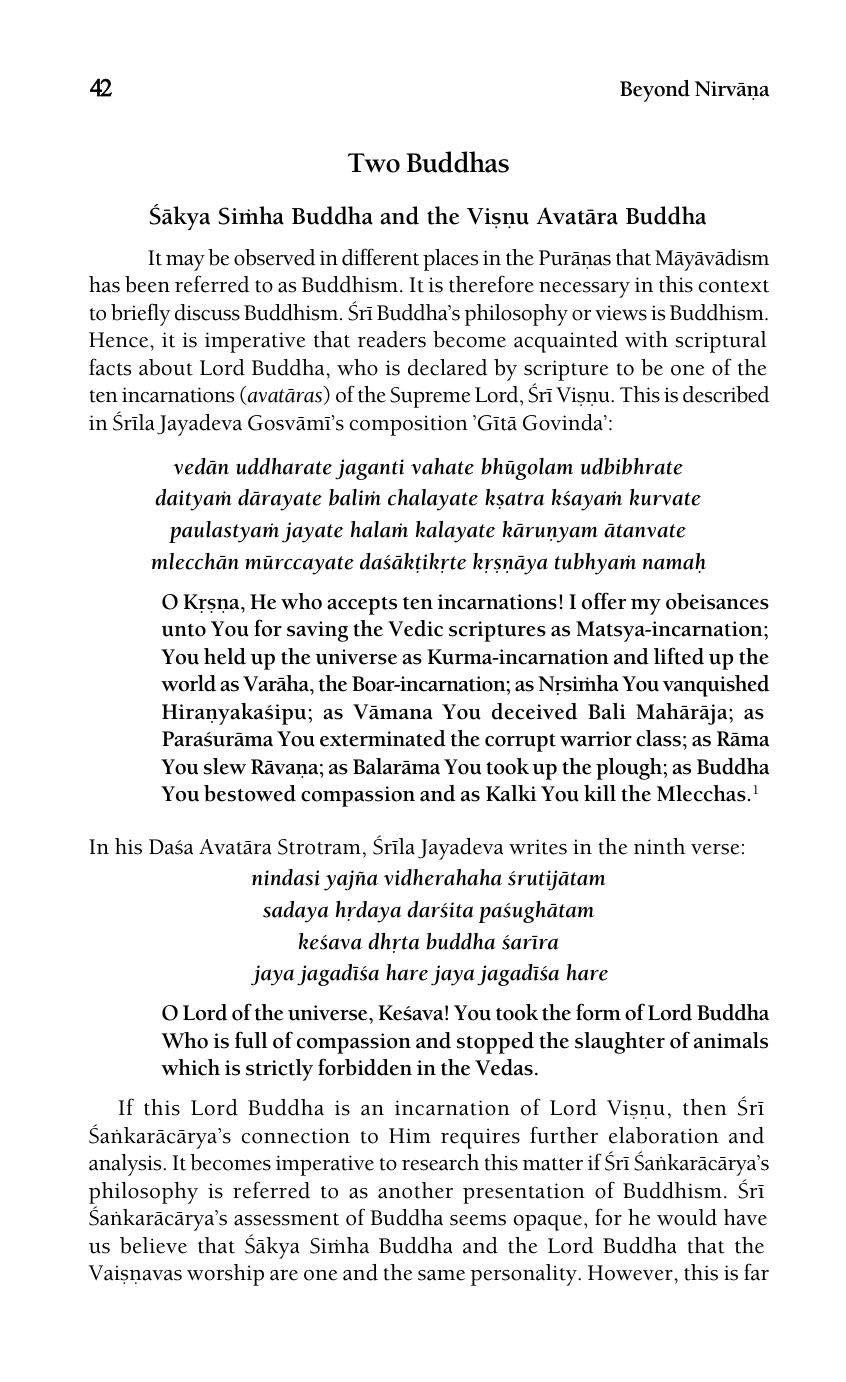 42 Beyond Nirvāṇa
Two Buddhas
Śākya Siṁha Buddha and the Viṣṇu Avatāra Buddha
It may be observed in different places in the Purāṇas that Māyāvādism
has been referred to as Buddhism. It is therefore necessary in this context
to briefly discuss Buddhism. Śrī Buddha’s philosophy or views is Buddhism.
Hence, it is imperative that readers become acquainted with scriptural
facts about Lord Buddha, who is declared by scripture to be one of the
ten incarnations (avatāras) of the Supreme Lord, Śrī Viṣṇu. This is described
in Śrīla Jayadeva Gosvāmī’s composition ’Gītā Govinda’:
vedān uddharate jaganti vahate bhūgolam udbibhrate
daityaṁ dārayate baliṁ chalayate kṣatra kśayaṁ kurvate
paulastyaṁ jayate halaṁ kalayate kāruṇyam ātanvate
mlecchān mūrccayate daśākṭikṛte kṛṣṇāya tubhyaṁ namaḥ
O Kṛṣṇa, He who accepts ten incarnations! I offer my obeisances
unto You for saving the Vedic scriptures as Matsya-incarnation;
You held up the universe as Kurma-incarnation and lifted up the
world as Varāha, the Boar-incarnation; as Nṛsiṁha You vanquished
Hiraṇyakaśipu; as Vāmana You deceived Bali Mahārāja; as
Paraśurāma You exterminated the corrupt warrior class; as Rāma
You slew Rāvaṇa; as Balarāma You took up the plough; as Buddha
You bestowed compassion and as Kalki You kill the Mlecchas.¹
In his Daśa Avatāra Strotram, Śrīla Jayadeva writes in the ninth verse:
nindasi yajña vidherahaha śrutijātam
sadaya hṛdaya darśita paśughātam
keśava dhṛta buddha śarīra
jaya jagadīśa hare jaya jagadīśa hare
O Lord of the universe, Keśava! You took the form of Lord Buddha
Who is full of compassion and stopped the slaughter of animals
which is strictly forbidden in the Vedas.
If this Lord Buddha is an incarnation of Lord Viṣṇu, then Śrī
Śaṅkarācārya’s connection to Him requires further elaboration and
analysis. It becomes imperative to research this matter if Śrī Śaṅkarācārya’s
philosophy is referred to as another presentation of Buddhism. Śrī
Śaṅkarācārya’s assessment of Buddha seems opaque, for he would have
us believe that Śākya Siṁha Buddha and the Lord Buddha that the
Vaiṣṇavas worship are one and the same personality. However, this is far